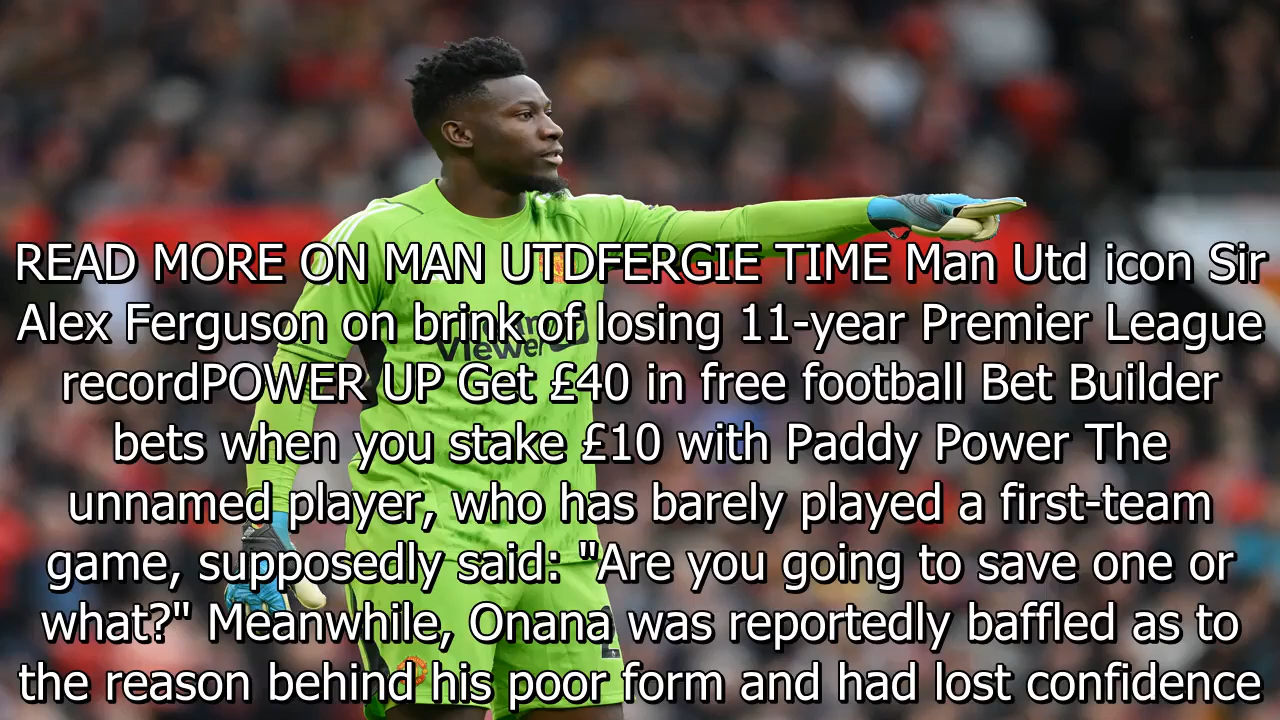 READ MORE ON MAN UTDFERGIE TIME Man Utd icon Sir
Alex Ferguson on brink of losing 11-year Premier League
recordPOWER UP Get £40 in free football Bet Builder
bets when you stake £10 with Paddy Power The
unnamed player, who has barely played a first-team
game, supposedly said: "Are you going to save one or
what?" Meanwhile, Onana was reportedly baffled as to
the reason behind his poor form and had lost confidence